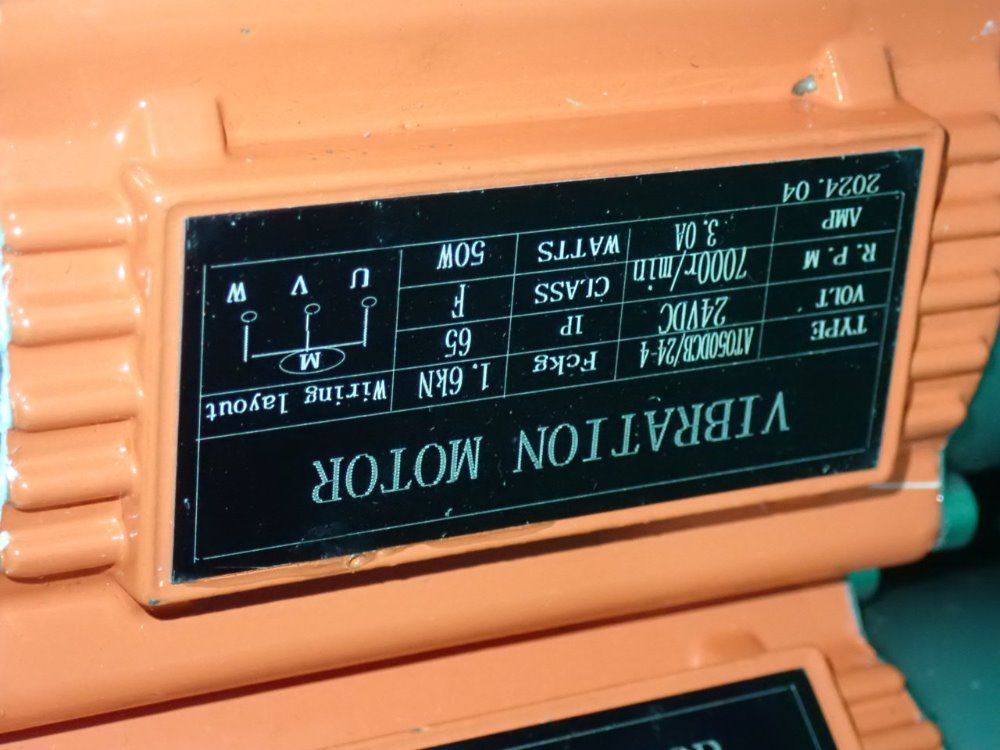 VIBRATION MOTOR
TYPE AT050DCB/24-4 Fckg 1.6kN Wiring layout
VOLT 24VDC IP 65 M
R.P.M 7000r/min CLASS F
AMP 3.0A WATTS 50W U V W
2024.04